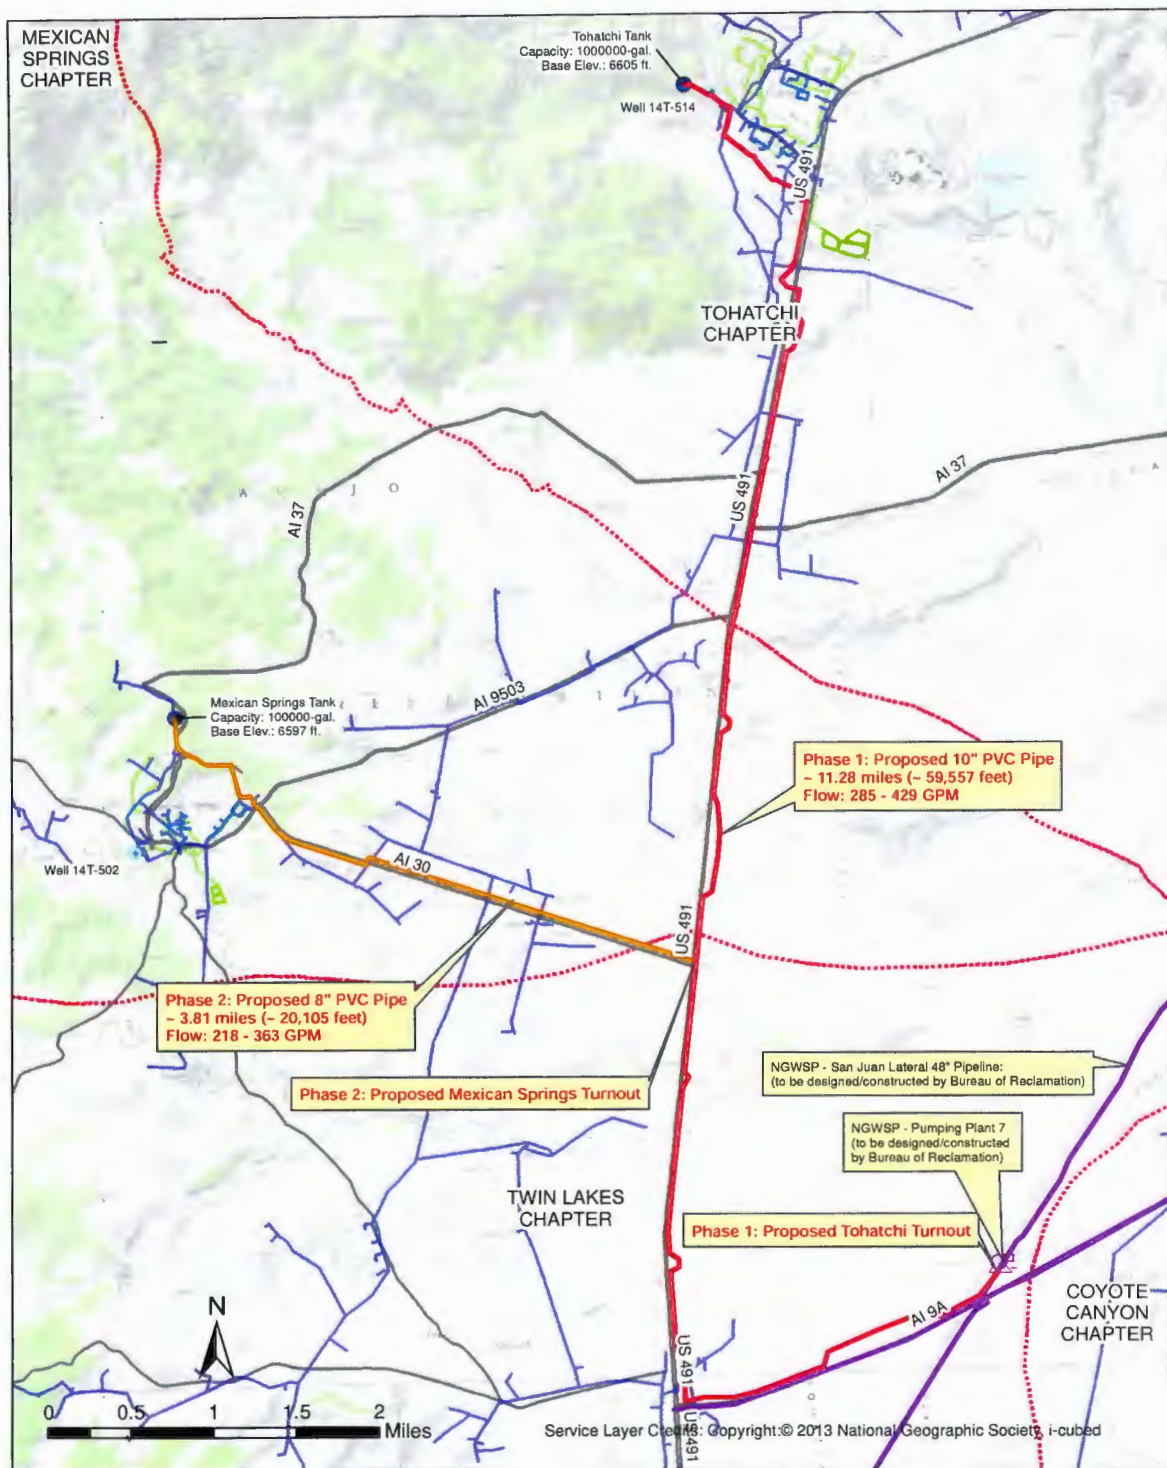 MEXICAN
SPRINGS
CHAPTER
Tohatchi Tank
Capacity: 1000000-gal.
Base Elev.: 6605 ft.
Well 14T-514
US 491
TOHATCHI
CHAPTER
AI 37
US 491
AI 37
N A V A J O
AI 9503
Mexican Springs Tank
Capacity: 100000-gal.
Base Elev.: 6597 ft.
Phase 1: Proposed 10" PVC Pipe
~ 11.28 miles (~ 59,557 feet)
Flow: 285 - 429 GPM
Well 14T-502
AI 30
US 491
Phase 2: Proposed 8" PVC Pipe
~ 3.81 miles (~ 20,105 feet)
Flow: 218 - 363 GPM
NGWSP - San Juan Lateral 48" Pipeline:
(to be designed/constructed by Bureau of Reclamation)
Phase 2: Proposed Mexican Springs Turnout
NGWSP - Pumping Plant 7
(to be designed/constructed
by Bureau of Reclamation)
TWIN LAKES
CHAPTER
Phase 1: Proposed Tohatchi Turnout
COYOTE
CANYON
CHAPTER
N
AI 9A
US 491
US 491
0 0.5 1 2
Miles
Service Layer Credits: Copyright:© 2013 National Geographic Society, i-cubed